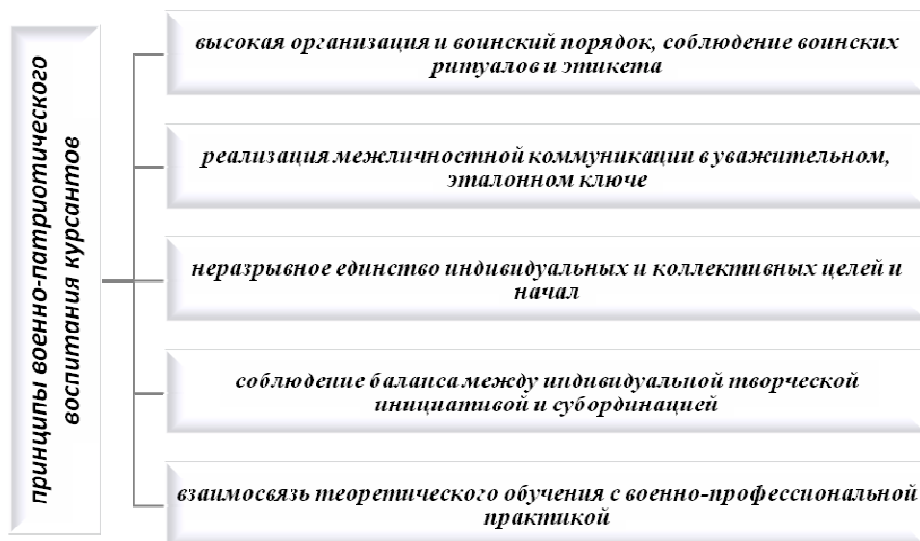 принципы военно-патриотического
воспитания курсантов
высокая организация и воинский порядок, соблюдение воинских
ритуалов и этикета
реализация межличностной коммуникации в уважительном,
эталонном ключе
неразрывное единство индивидуальных и коллективных целей и
начал
соблюдение баланса между индивидуальной творческой
инициативой и субординацией
взаимосвязь теоретического обучения с военно-профессиональной
практикой